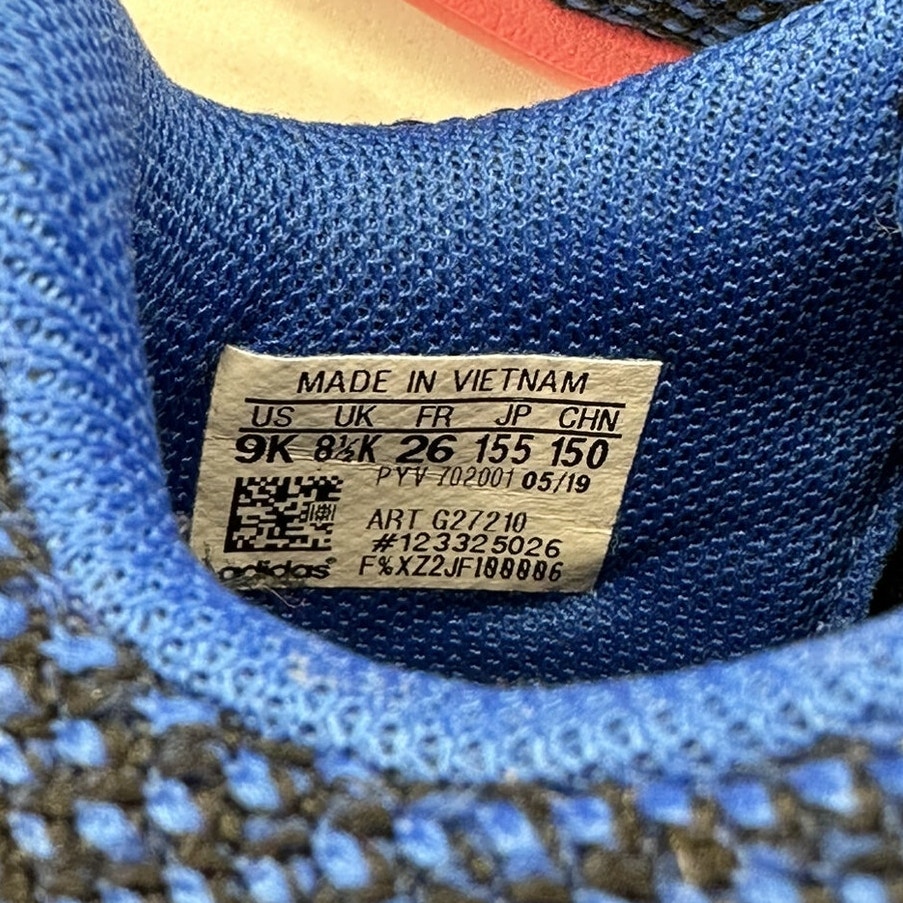 MADE IN VIETNAM
US UK FR JP CHN
9K 8½K 26 155 150
PYV 702001 05/19
ART G27210
#123325026
adidas® F%XZ2JF100006